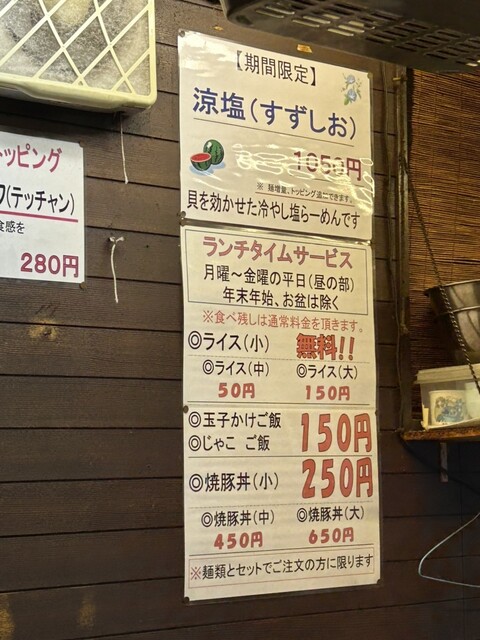 【期間限定】
涼塩(すずしお)
1050円
※ 麺増量、トッピング追二できます。
貝を効かせた冷やし塩らーめんです
ッピング
(テッチャン)
食感を
280円
ランチタイムサービス
月曜～金曜の平日(昼の部)
年末年始、お盆は除く
※食べ残しは通常料金を頂きます。
◎ライス(小) 無料!!
◎ライス(中) ◎ライス(大)
50円 150円
◎玉子かけご飯
◎じゃこ ご飯
150円
◎焼豚丼(小) 250円
◎焼豚丼(中) ◎焼豚丼(大)
450円 650円
※麺類とセットでご注文の方に限ります